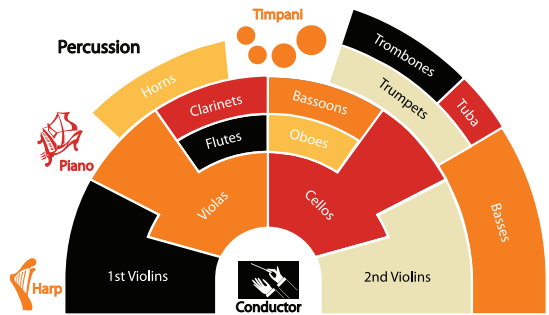 Timpani
Percussion
Trombones
Horns
Trumpets
Tuba
Clarinets
Bassoons
Flutes
Oboes
Piano
Violas
Cellos
Basses
1st Violins
2nd Violins
Harp
Conductor